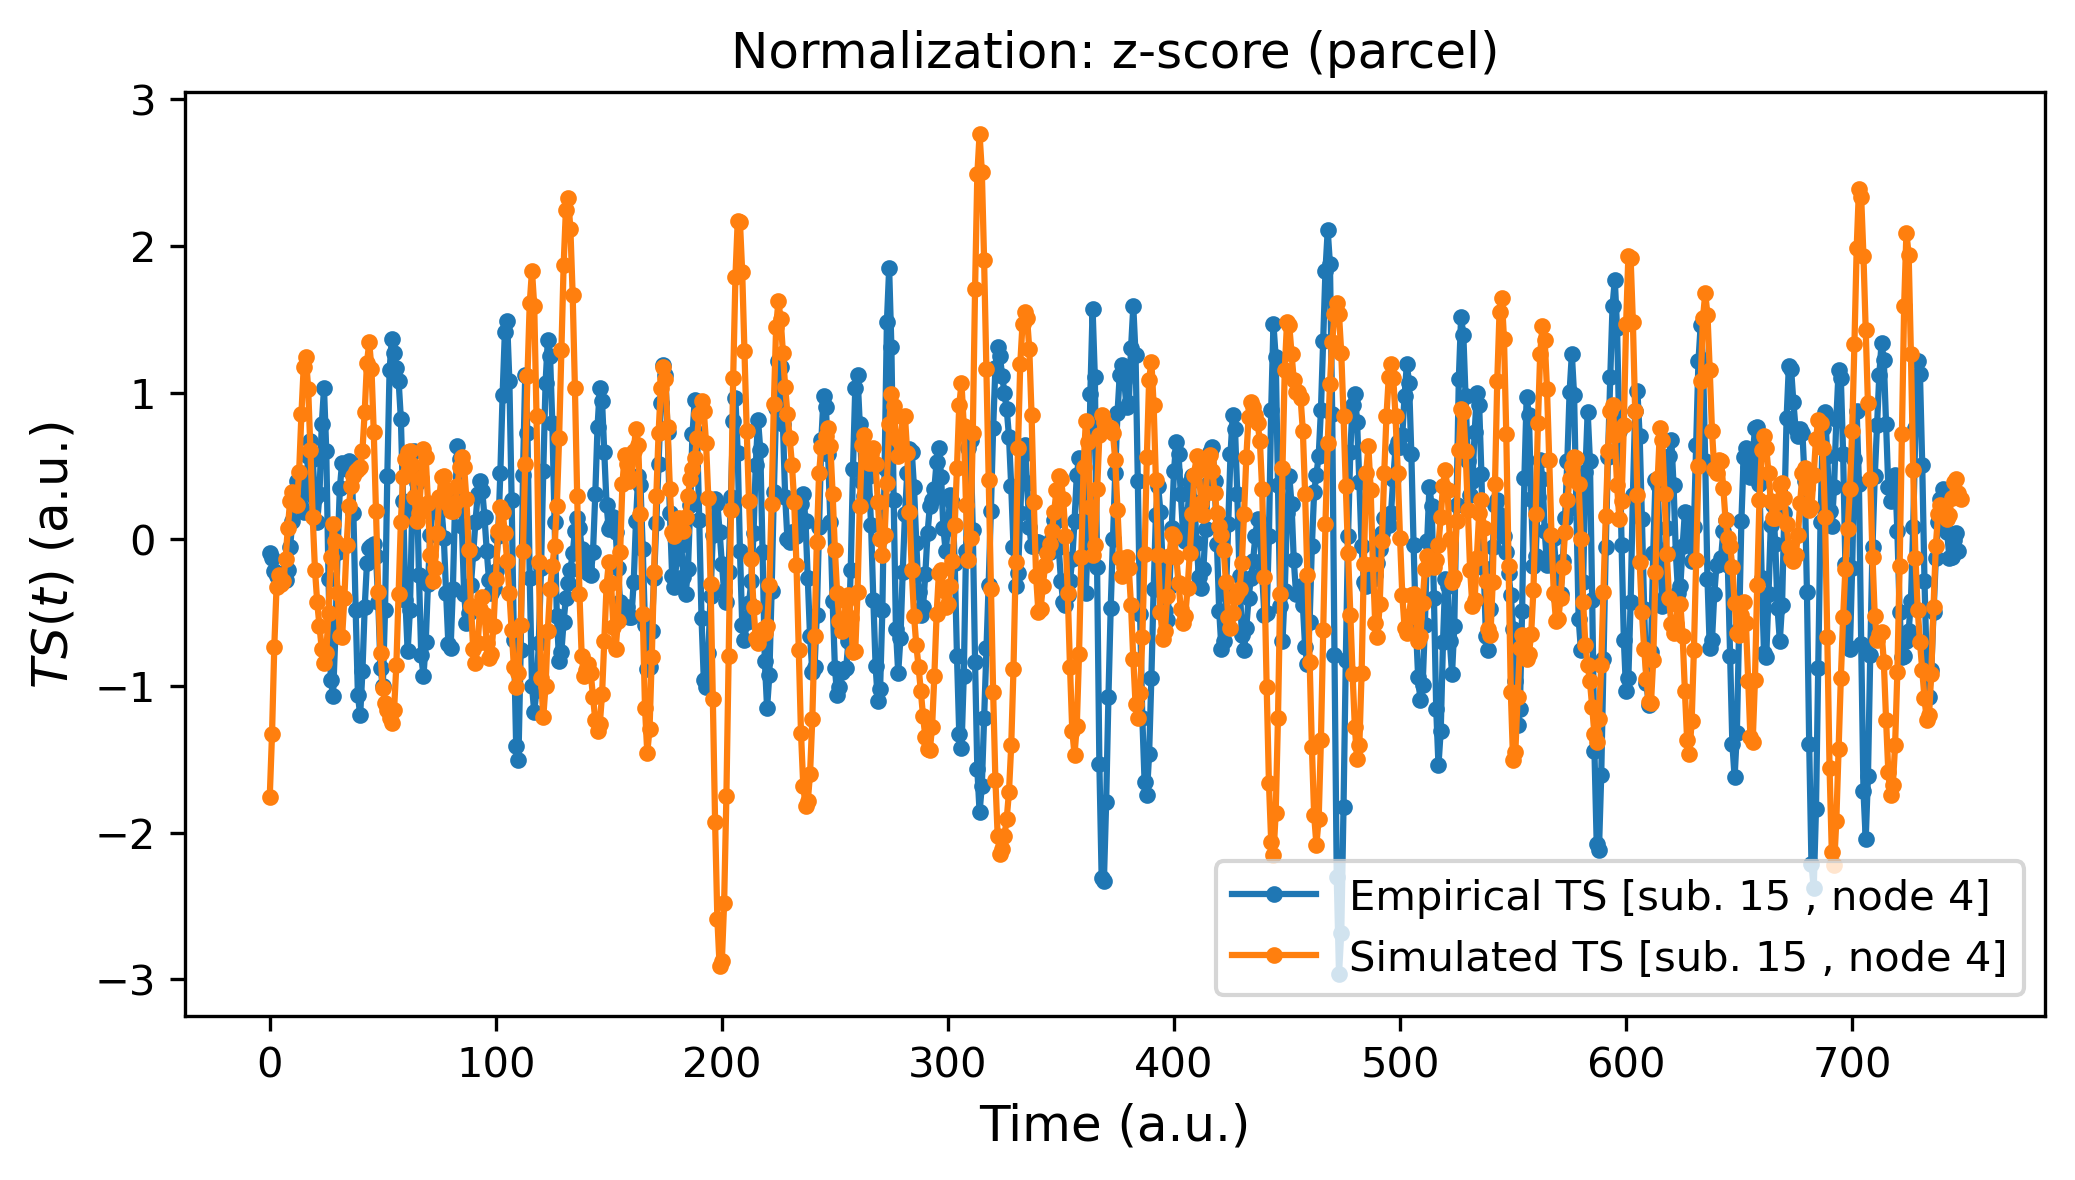 Normalization: z-score (parcel)
3
2
1
0
−1
−2
−3
TS(t) (a.u.)
Empirical TS [sub. 15 , node 4]
Simulated TS [sub. 15 , node 4]
0 100 200 300 400 500 600 700
Time (a.u.)